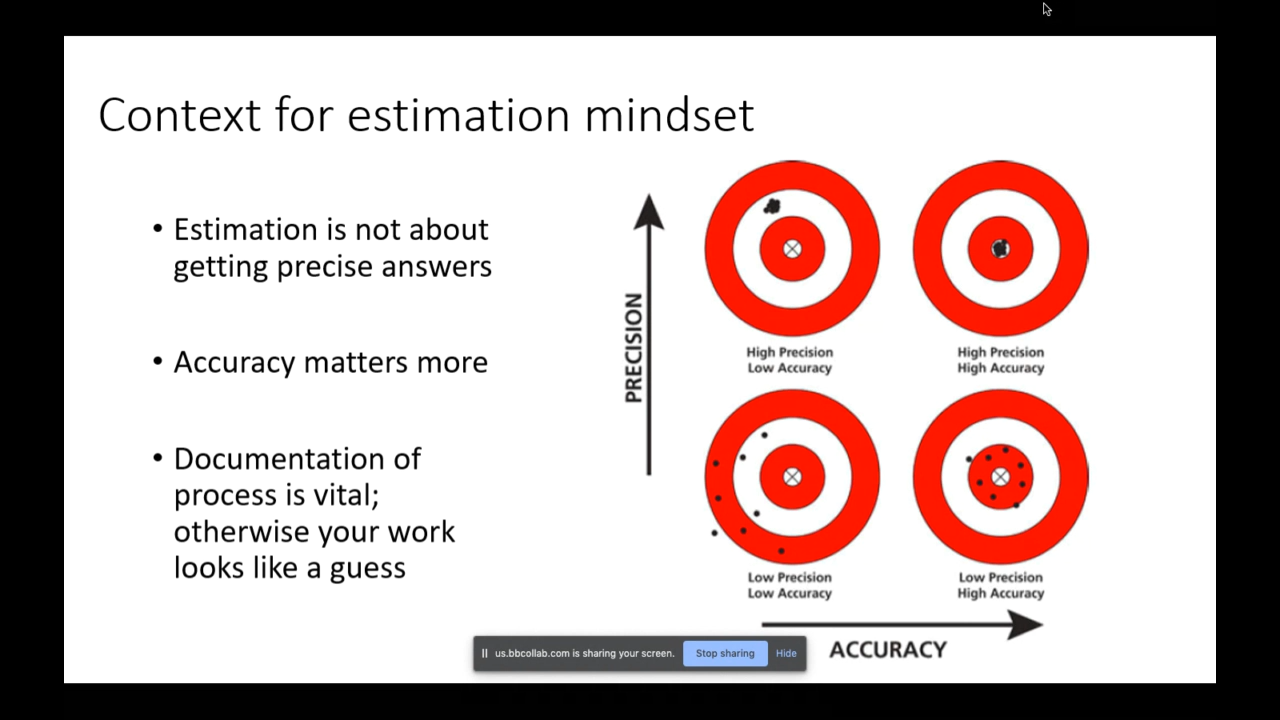 Context for estimation mindset
• Estimation is not about
getting precise answers
• Accuracy matters more
• Documentation of
process is vital;
otherwise your work
looks like a guess
PRECISION
High Precision
Low Accuracy
High Precision
High Accuracy
Low Precision
Low Accuracy
Low Precision
High Accuracy
ACCURACY
us.bbcollab.com is sharing your screen.
Stop sharing
Hide